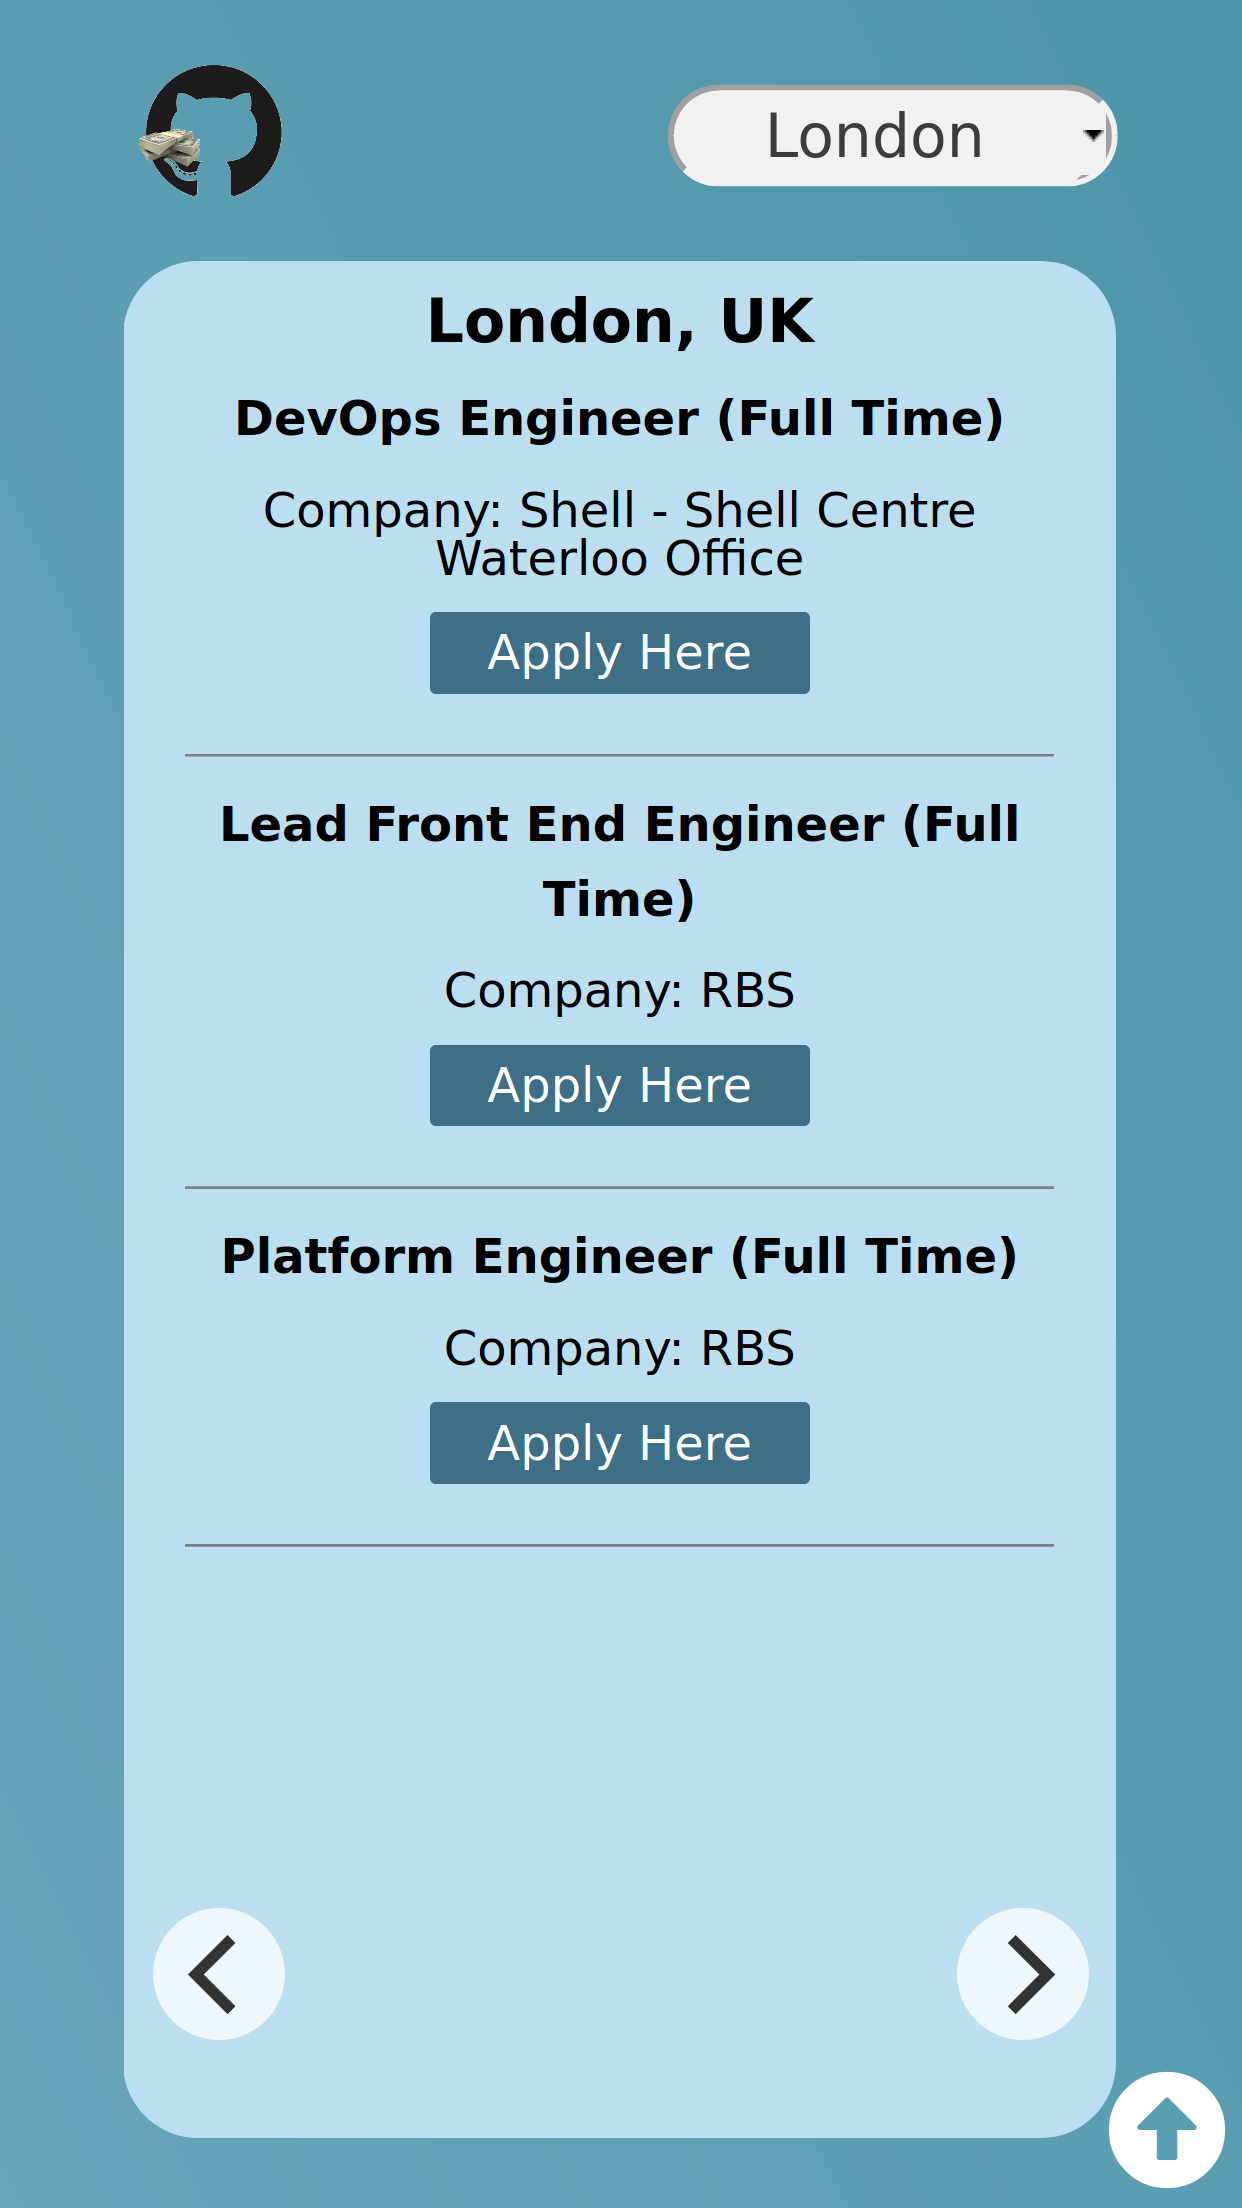 London
London, UK
DevOps Engineer (Full Time)
Company: Shell - Shell Centre
Waterloo Office
Apply Here
Lead Front End Engineer (Full
Time)
Company: RBS
Apply Here
Platform Engineer (Full Time)
Company: RBS
Apply Here